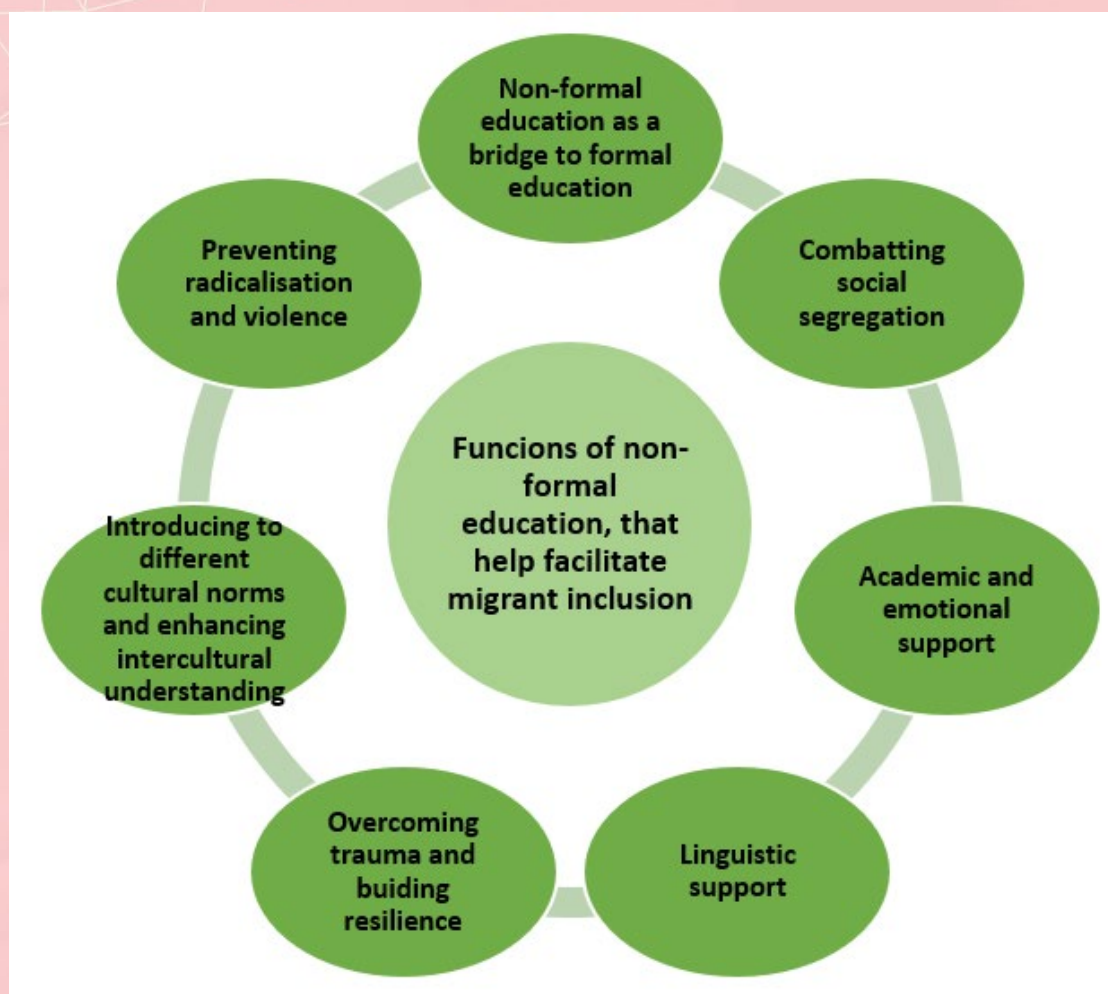 Non-formal
education as a
bridge to formal
education
Combatting
social
segregation
Academic and
emotional
support
Linguistic
support
Overcoming
trauma and
buiding
resilience
Introducing to
different
cultural norms
and enhancing
intercultural
understanding
Preventing
radicalisation
and violence
Funcions of non-
formal
education, that
help facilitate
migrant inclusion